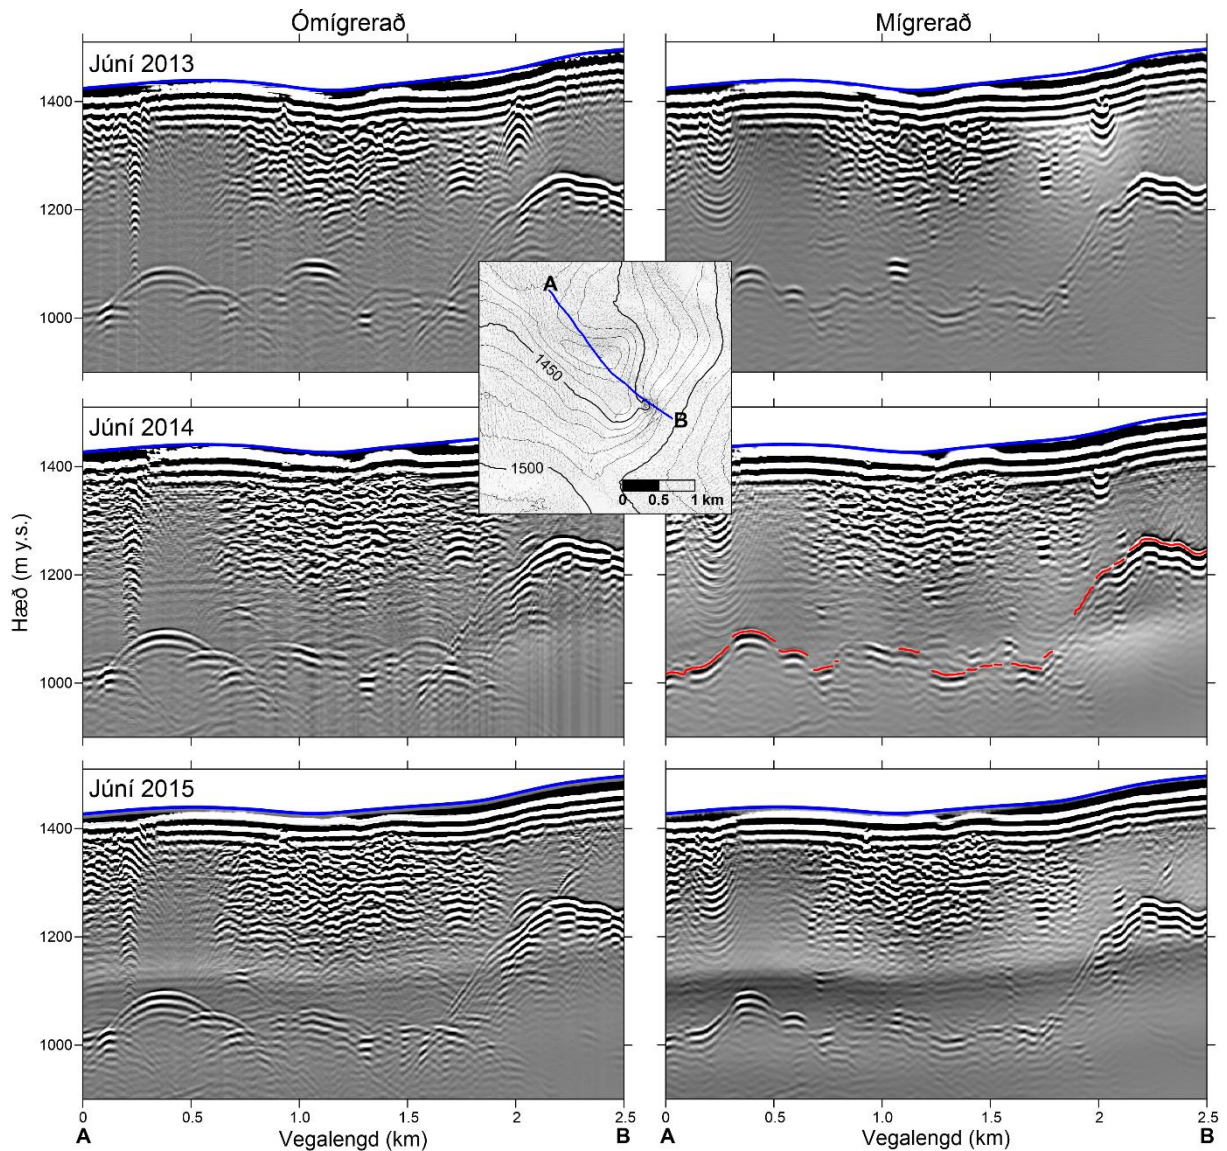 Ómígrerað
Mígrerað
Júní 2013
1400
1200
1000
A
1450
B
1500
0 0.5 1 km
Júní 2014
1400
1200
1000
Hæð (m y.s.)
Júní 2015
1400
1200
1000
0 0.5 1.0 1.5 2 2.5
0 0.5 1.0 1.5 2 2.5
A Vegalengd (km) B
A Vegalengd (km) B